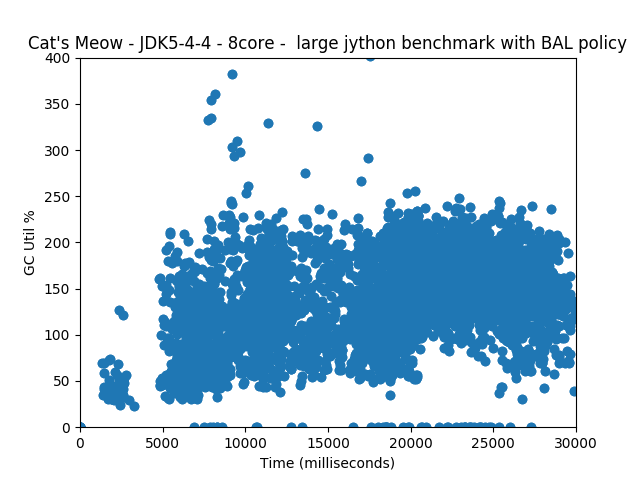 Cat's Meow - JDK5-4-4 - 8core -  large jython benchmark with BAL policy
400
350
300
250
200
150
100
50
0
GC Util %
0 5000 10000 15000 20000 25000 30000
Time (milliseconds)